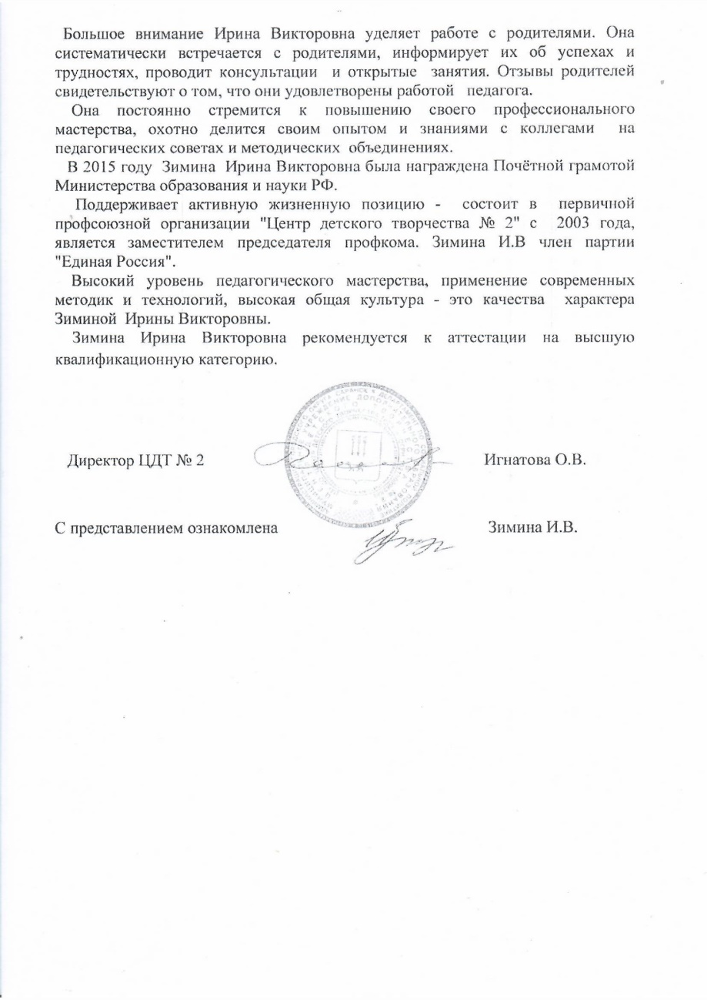 Большое внимание Ирина Викторовна уделяет работе с родителями. Она
систематически встречается с родителями, информирует их об успехах и
трудностях, проводит консультации и открытые занятия. Отзывы родителей
свидетельствуют о том, что они удовлетворены работой педагога.
Она постоянно стремится к повышению своего профессионального
мастерства, охотно делится своим опытом и знаниями с коллегами на
педагогических советах и методических объединениях.
В 2015 году Зимина Ирина Викторовна была награждена Почётной грамотой
Министерства образования и науки РФ.
Поддерживает активную жизненную позицию - состоит в первичной
профсоюзной организации "Центр детского творчества № 2" с 2003 года,
является заместителем председателя профкома. Зимина И.В член партии
"Единая Россия".
Высокий уровень педагогического мастерства, применение современных
методик и технологий, высокая общая культура - это качества характера
Зиминой Ирины Викторовны.
Зимина Ирина Викторовна рекомендуется к аттестации на высшую
квалификационную категорию.
Директор ЦДТ № 2 Игнатова О.В.
С представлением ознакомлена Зимина И.В.